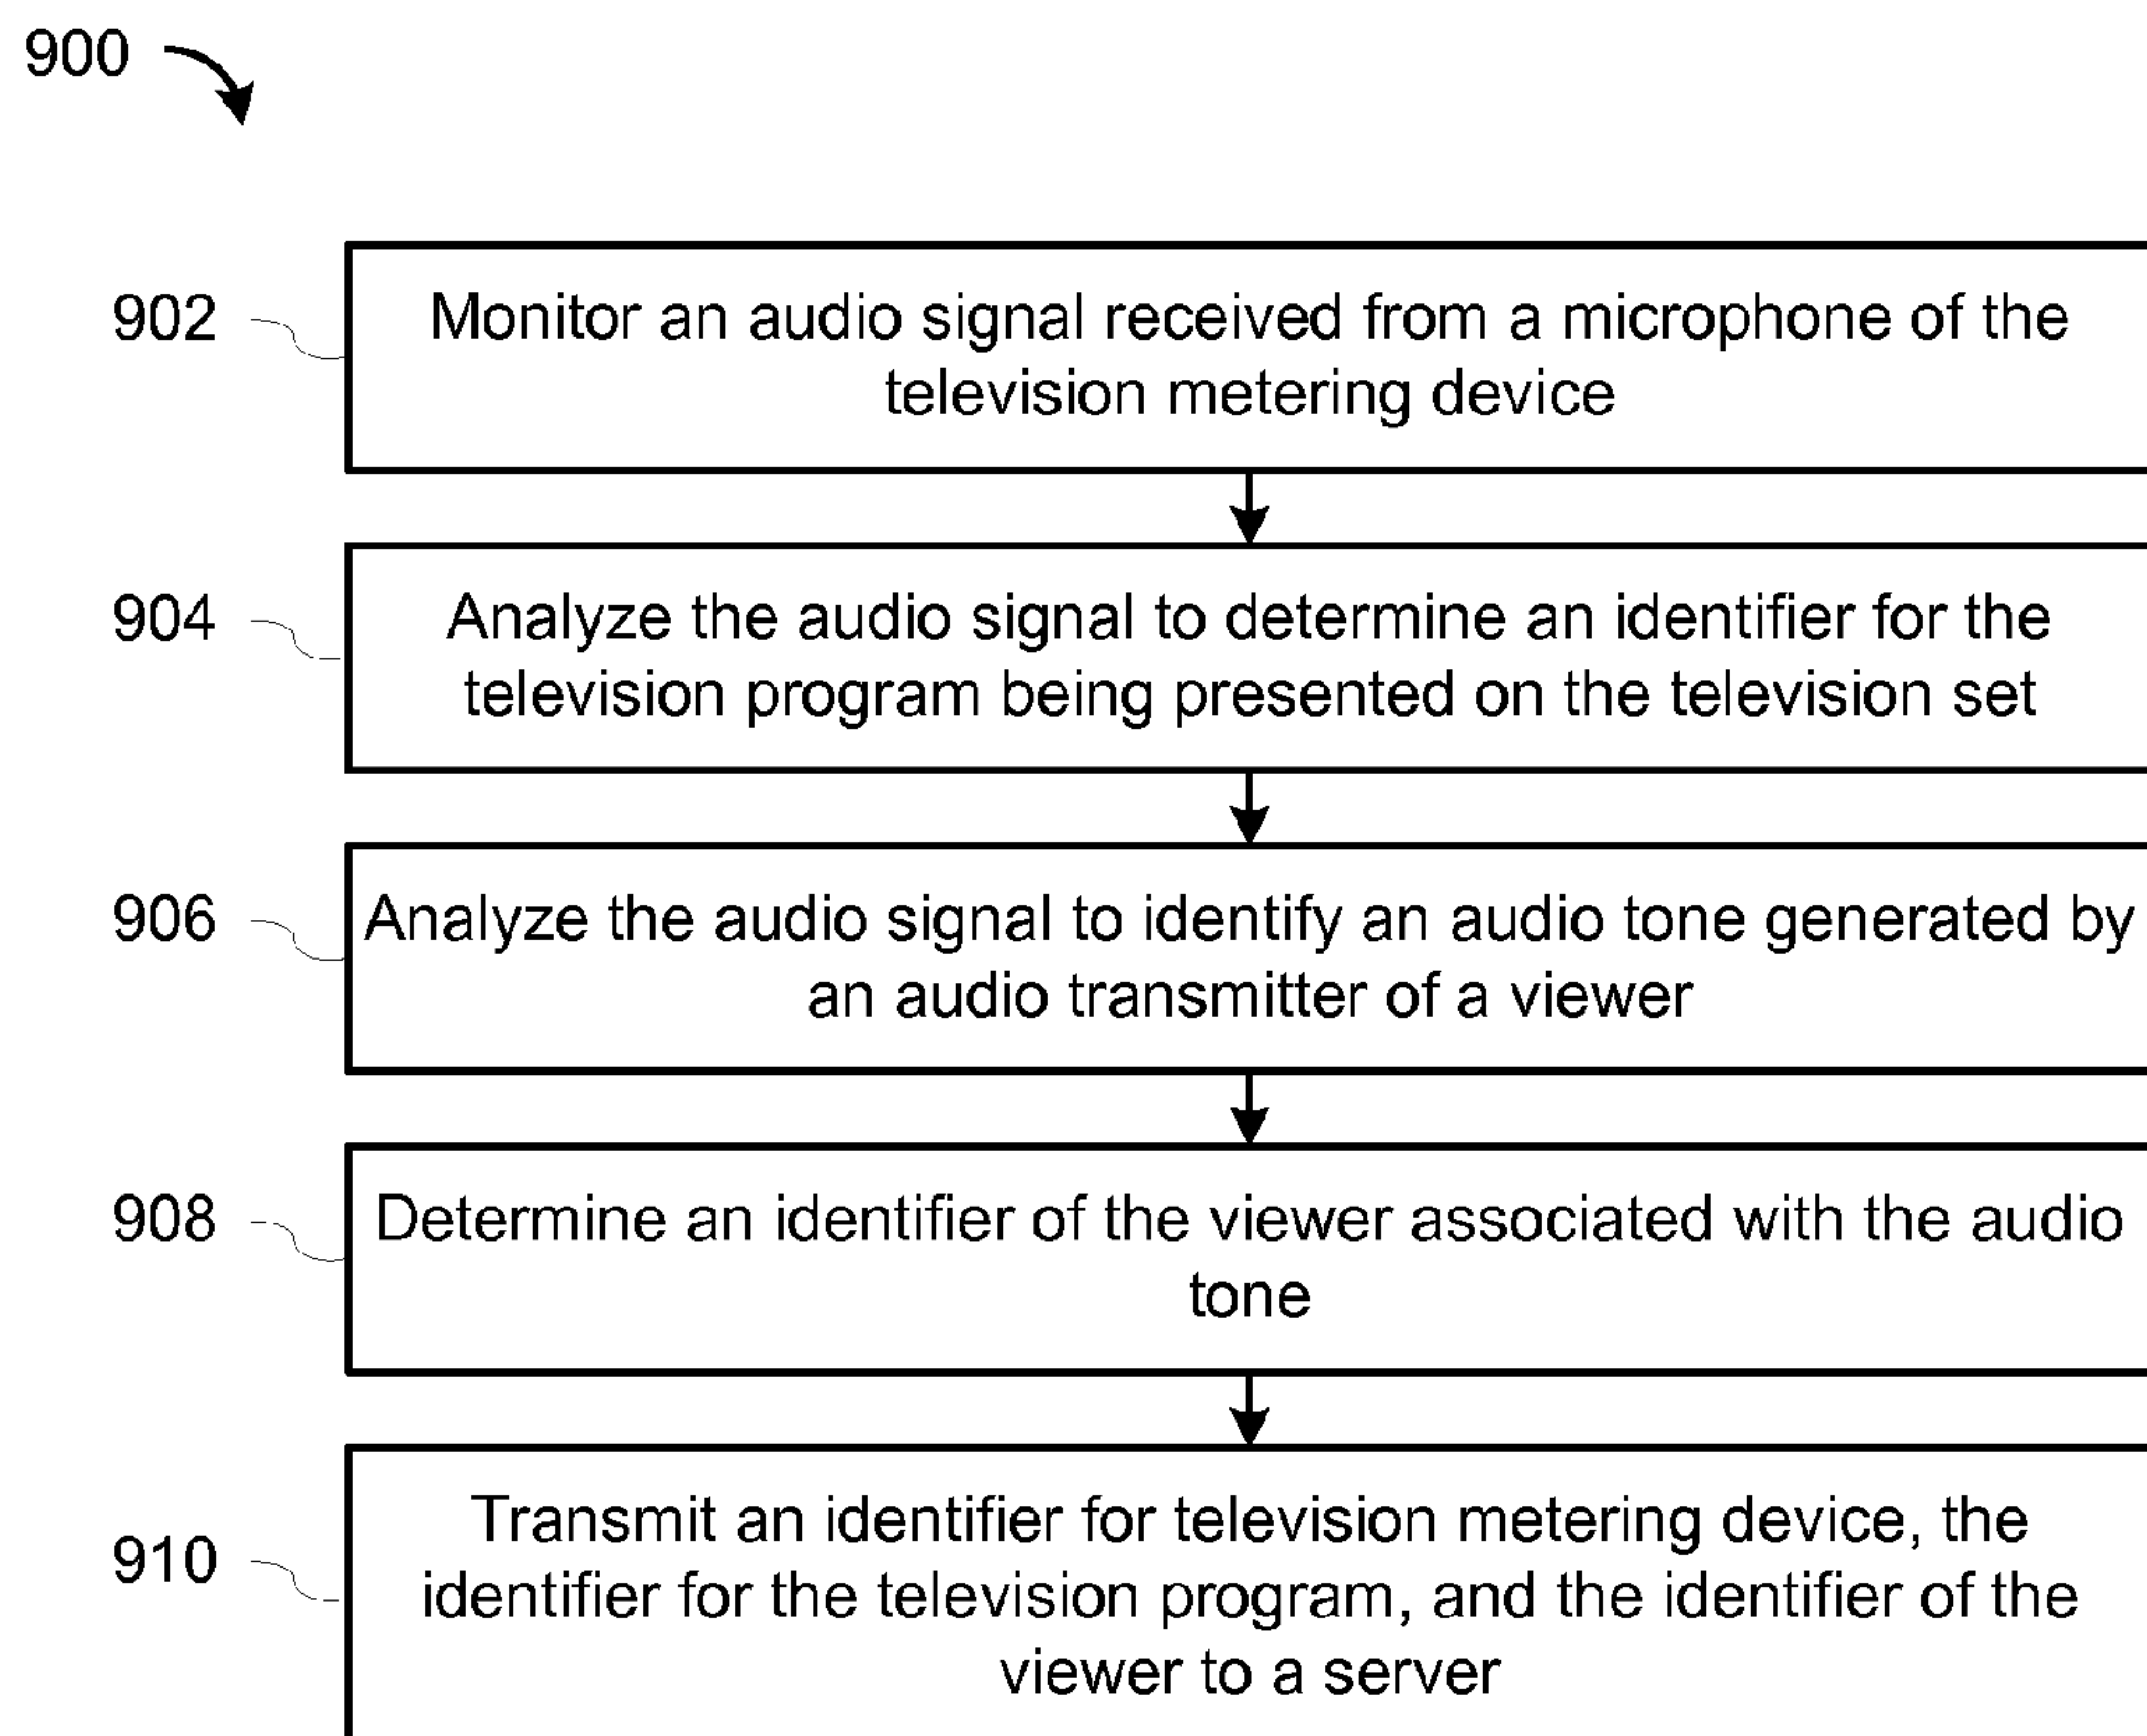 900
902
Monitor an audio signal received from a microphone of the
television metering device
904
Analyze the audio signal to determine an identifier for the
television program being presented on the television set
906
Analyze the audio signal to identify an audio tone generated by
an audio transmitter of a viewer
908
Determine an identifier of the viewer associated with the audio
tone
910
Transmit an identifier for television metering device, the
identifier for the television program, and the identifier of the
viewer to a server